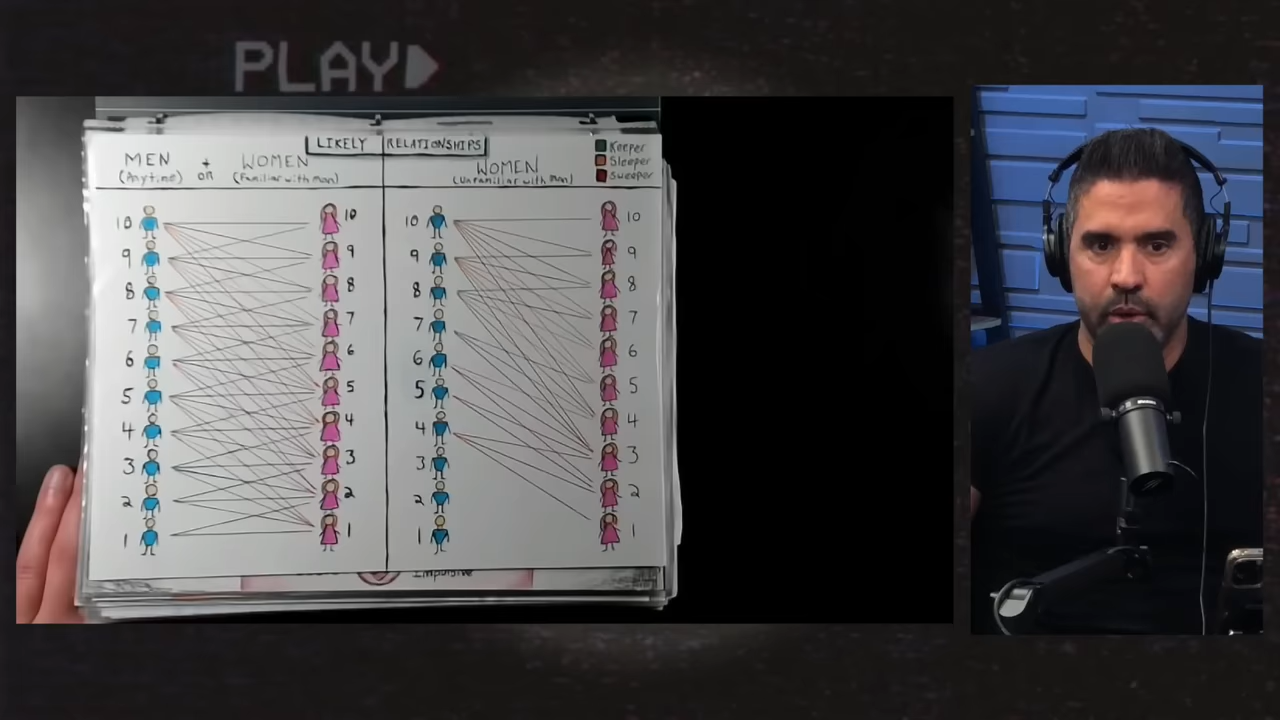 PLAY
LIKELY RELATIONSHIPS
MEN + or WOMEN
(Anytime) (Familiar with man)
WOMEN
(Unfamiliar with man)
Keeper
Sleeper
Sweeper
10 10 10 10
9 9 9 9
8 8 8 8
7 7 7 7
6 6 6 6
5 5 5 5
4 4 4 4
3 3 3 3
2 2 2 2
1 1 1 1
Impulsive